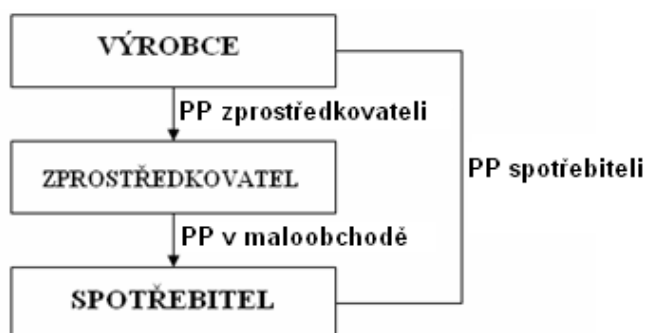 VÝROBCE
PP zprostředkovateli
ZPROSTŘEDKOVATEL
PP spotřebiteli
PP v maloobchodě
SPOTŘEBITEL